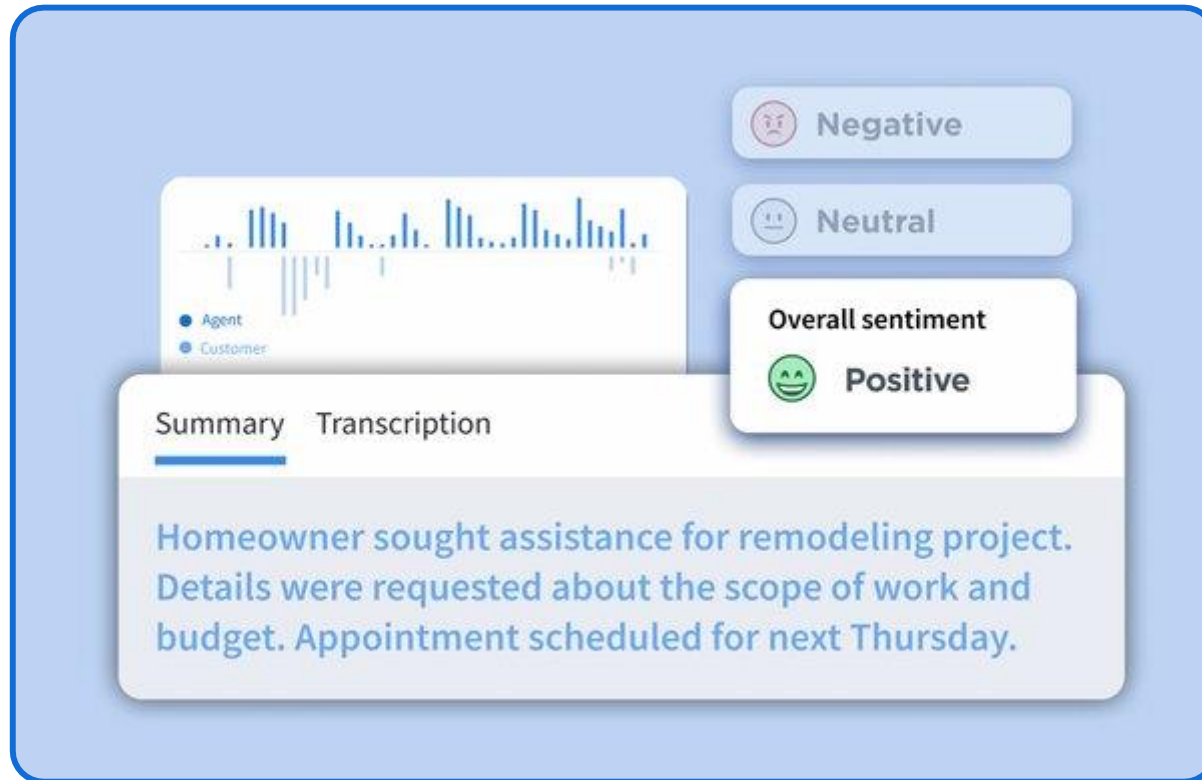 Negative
Neutral
Overall sentiment
Positive
Agent
Customer
Summary Transcription
Homeowner sought assistance for remodeling project.
Details were requested about the scope of work and
budget. Appointment scheduled for next Thursday.